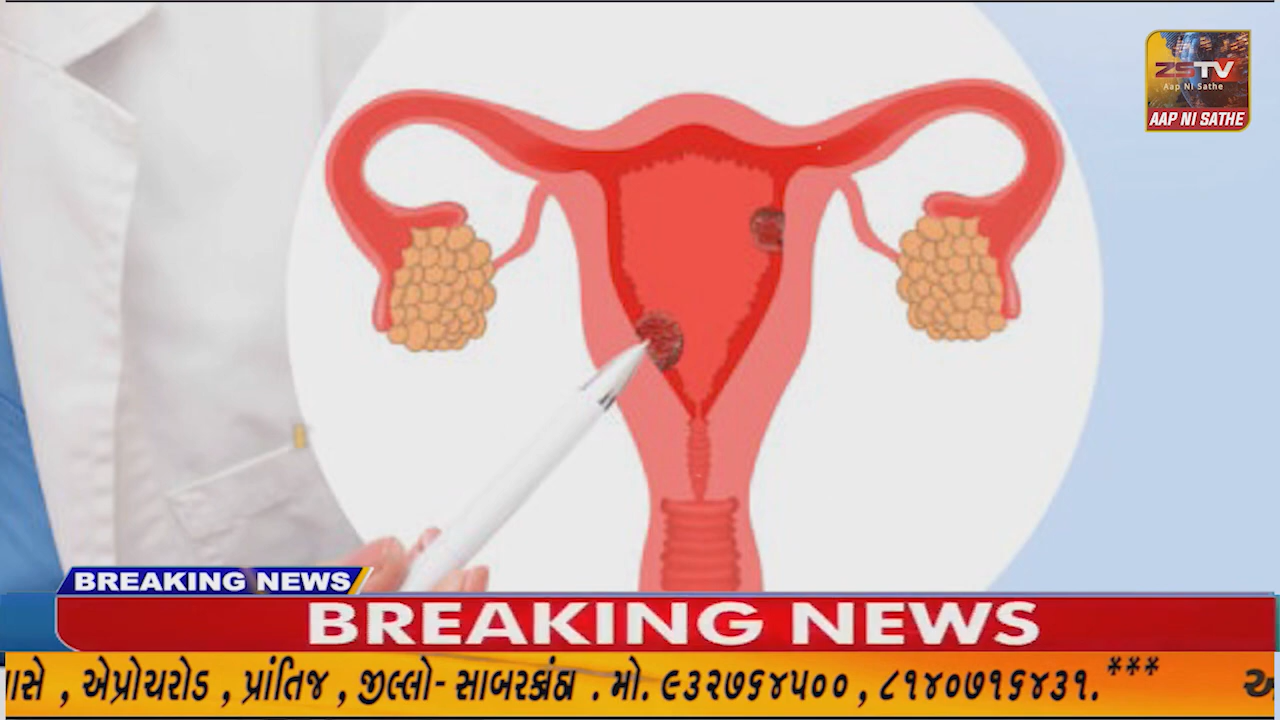 ZSTV
Aap Ni Sathe
AAP NI SATHE
BREAKING NEWS
BREAKING NEWS
, એપ્રોચરોડ , પ્રાંતિજ , જીલ્લો- સાબરકાંઠા . મો. ૯૩૨૭૬૪૫૦૦ , ૮૧૪૦૭૧૬૪૩૧.***